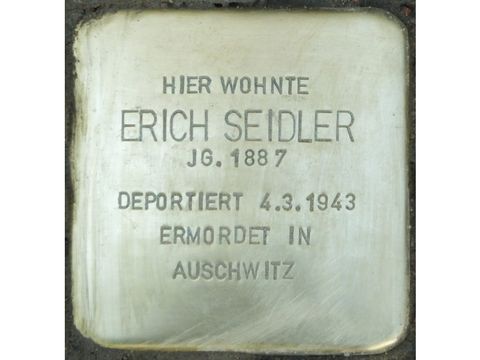 HIER WOHNTE
ERICH SEIDLER
JG. 1887
DEPORTIERT 4.3.1943
ERMORDET IN
AUSCHWITZ